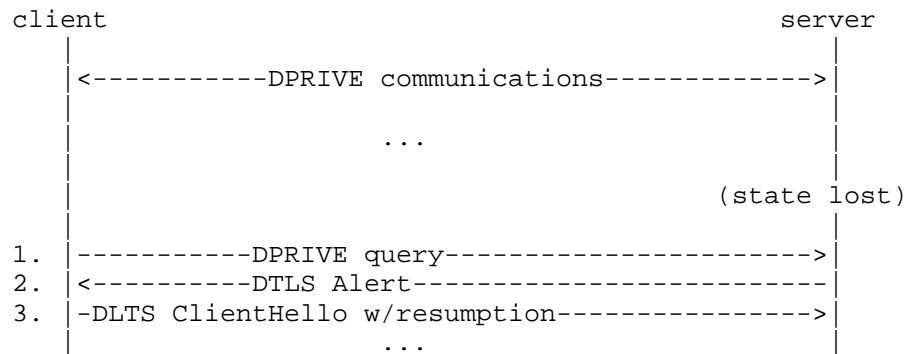 client server
<-----------DPRIVE communications------------->
...
(state lost)
1. -----------DPRIVE query------------------------>
2. <----------DTLS Alert---------------------------
3. -DLTS ClientHello w/resumption---------------->
...